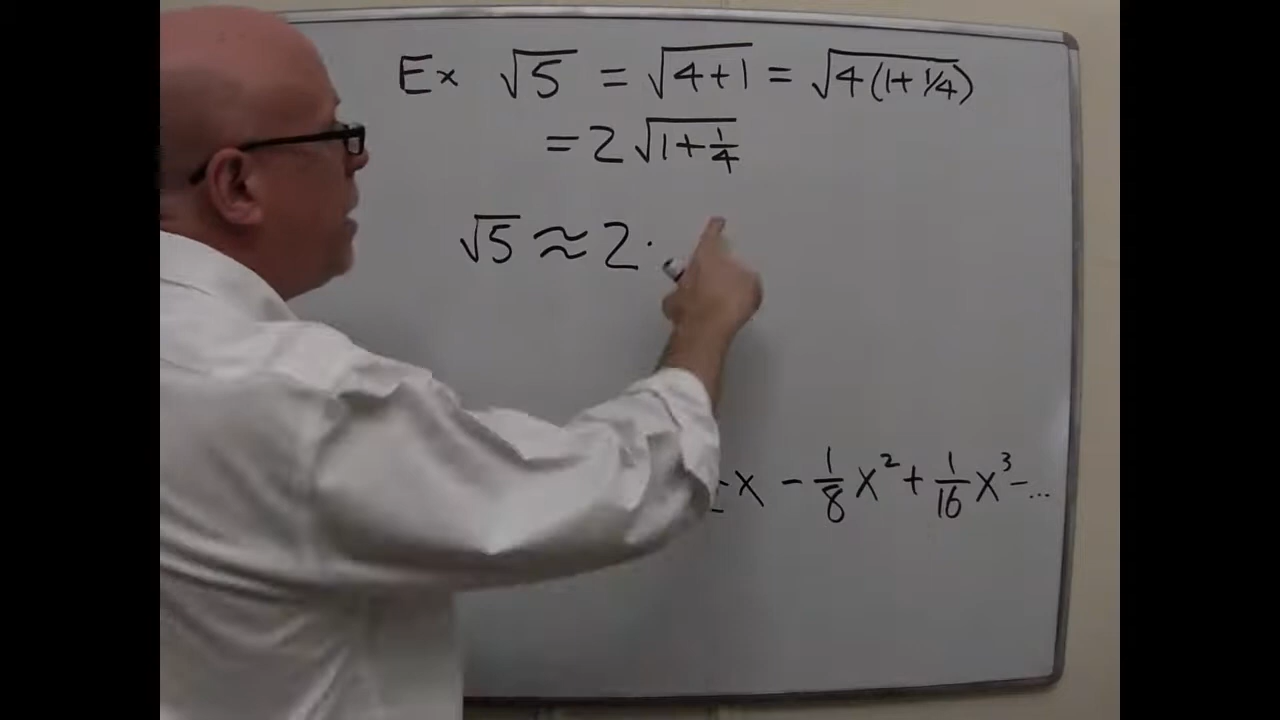 Ex √5 = √4+1 = √4(1+1/4)
= 2 √1+1/4
√5 ≈ 2 ·
x - 1/8 x² + 1/16 x³ - ...